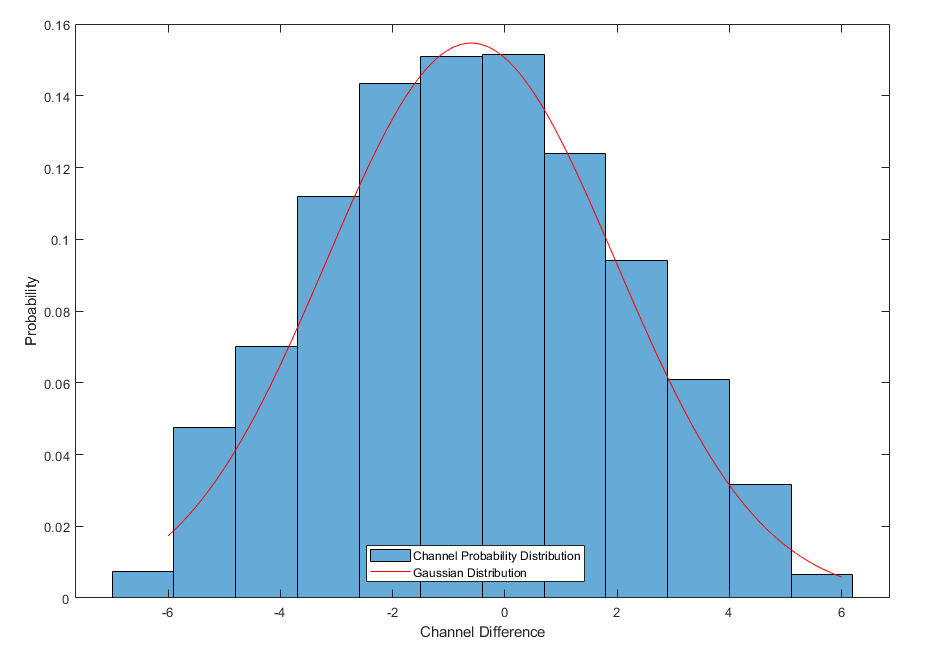 0.16
0.14
0.12
0.1
0.08
0.06
0.04
0.02
0
Probability
Channel Probability Distribution
Gaussian Distribution
-6 -4 -2 0 2 4 6
Channel Difference